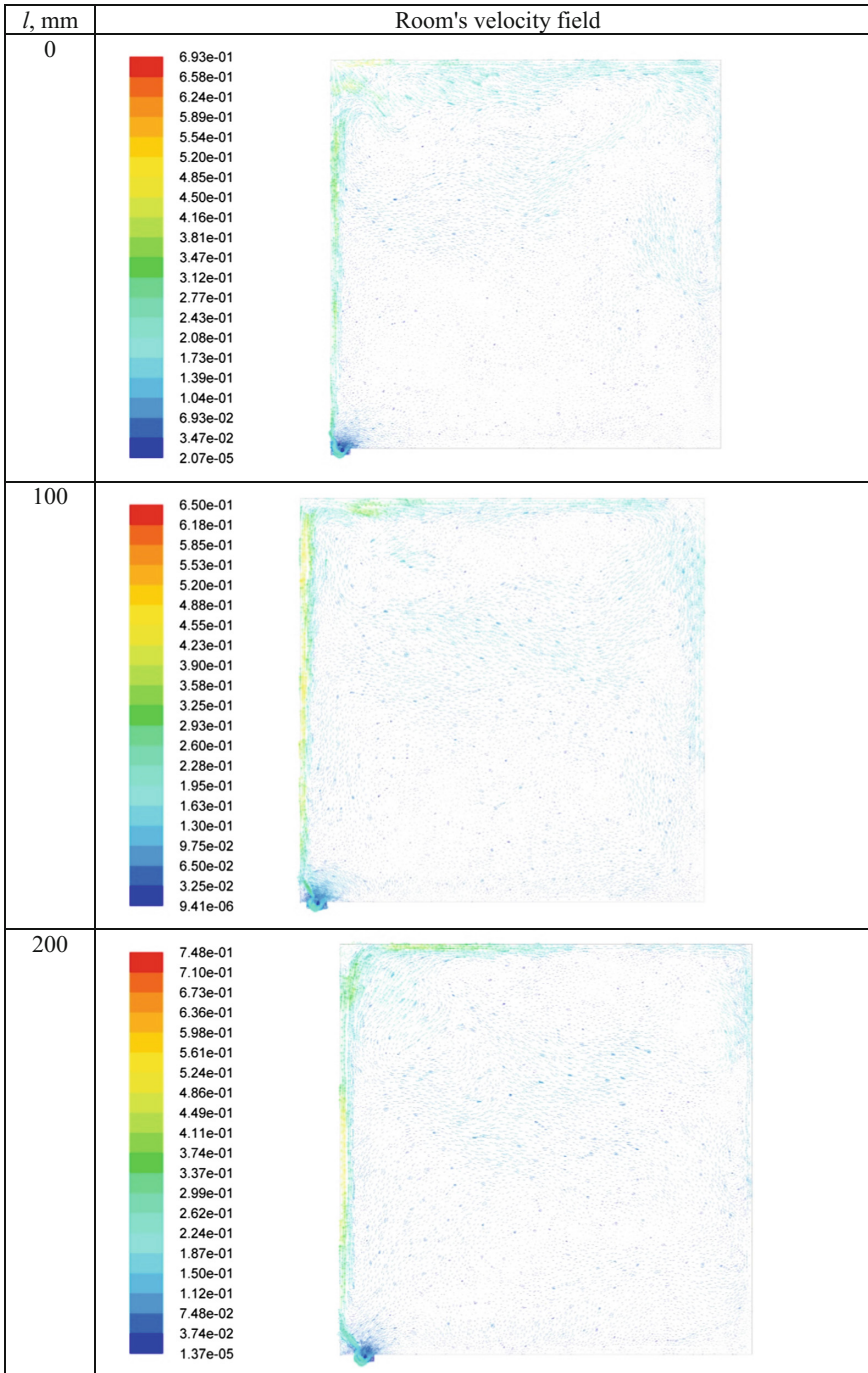 l, mm Room's velocity field
0
6.93e-01
6.58e-01
6.24e-01
5.89e-01
5.54e-01
5.20e-01
4.85e-01
4.50e-01
4.16e-01
3.81e-01
3.47e-01
3.12e-01
2.77e-01
2.43e-01
2.08e-01
1.73e-01
1.39e-01
1.04e-01
6.93e-02
3.47e-02
2.07e-05
100
6.50e-01
6.18e-01
5.85e-01
5.53e-01
5.20e-01
4.88e-01
4.55e-01
4.23e-01
3.90e-01
3.58e-01
3.25e-01
2.93e-01
2.60e-01
2.28e-01
1.95e-01
1.63e-01
1.30e-01
9.75e-02
6.50e-02
3.25e-02
9.41e-06
200
7.48e-01
7.10e-01
6.73e-01
6.36e-01
5.98e-01
5.61e-01
5.24e-01
4.86e-01
4.49e-01
4.11e-01
3.74e-01
3.37e-01
2.99e-01
2.62e-01
2.24e-01
1.87e-01
1.50e-01
1.12e-01
7.48e-02
3.74e-02
1.37e-05